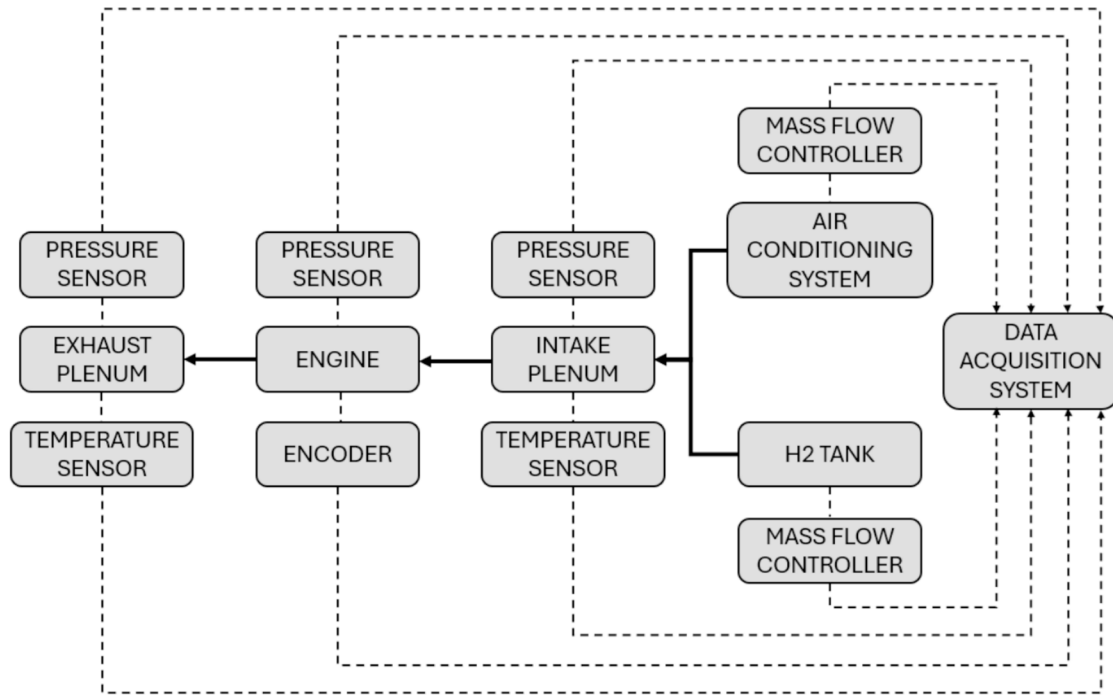 MASS FLOW
CONTROLLER
AIR
CONDITIONING
SYSTEM
PRESSURE
SENSOR
PRESSURE
SENSOR
PRESSURE
SENSOR
EXHAUST
PLENUM
ENGINE
INTAKE
PLENUM
DATA
ACQUISITION
SYSTEM
TEMPERATURE
SENSOR
ENCODER
TEMPERATURE
SENSOR
H2 TANK
MASS FLOW
CONTROLLER